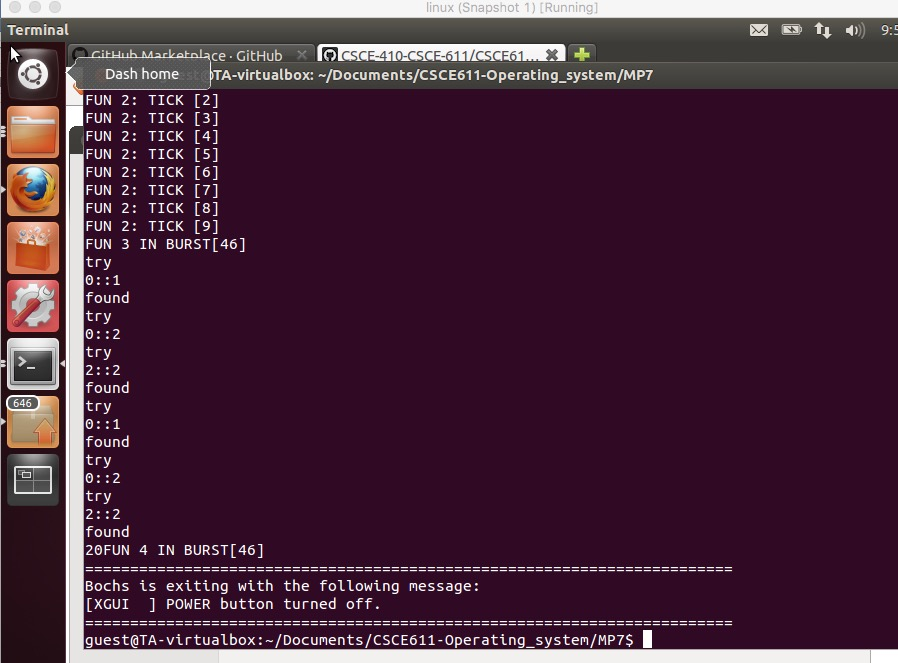 linux (Snapshot 1) [Running]
Terminal
9:5
GitHub Marketplace · GitHub
CSCE-410-CSCE-611/CSCE61...
Dash home
@TA-virtualbox: ~/Documents/CSCE611-Operating_system/MP7
FUN 2: TICK [2]
FUN 2: TICK [3]
FUN 2: TICK [4]
FUN 2: TICK [5]
FUN 2: TICK [6]
FUN 2: TICK [7]
FUN 2: TICK [8]
FUN 2: TICK [9]
FUN 3 IN BURST[46]
try
0::1
found
try
0::2
try
2::2
found
try
0::1
found
try
0::2
try
2::2
found
20FUN 4 IN BURST[46]
========================================================================
Bochs is exiting with the following message:
[XGUI  ] POWER button turned off.
========================================================================
guest@TA-virtualbox:~/Documents/CSCE611-Operating_system/MP7$
646